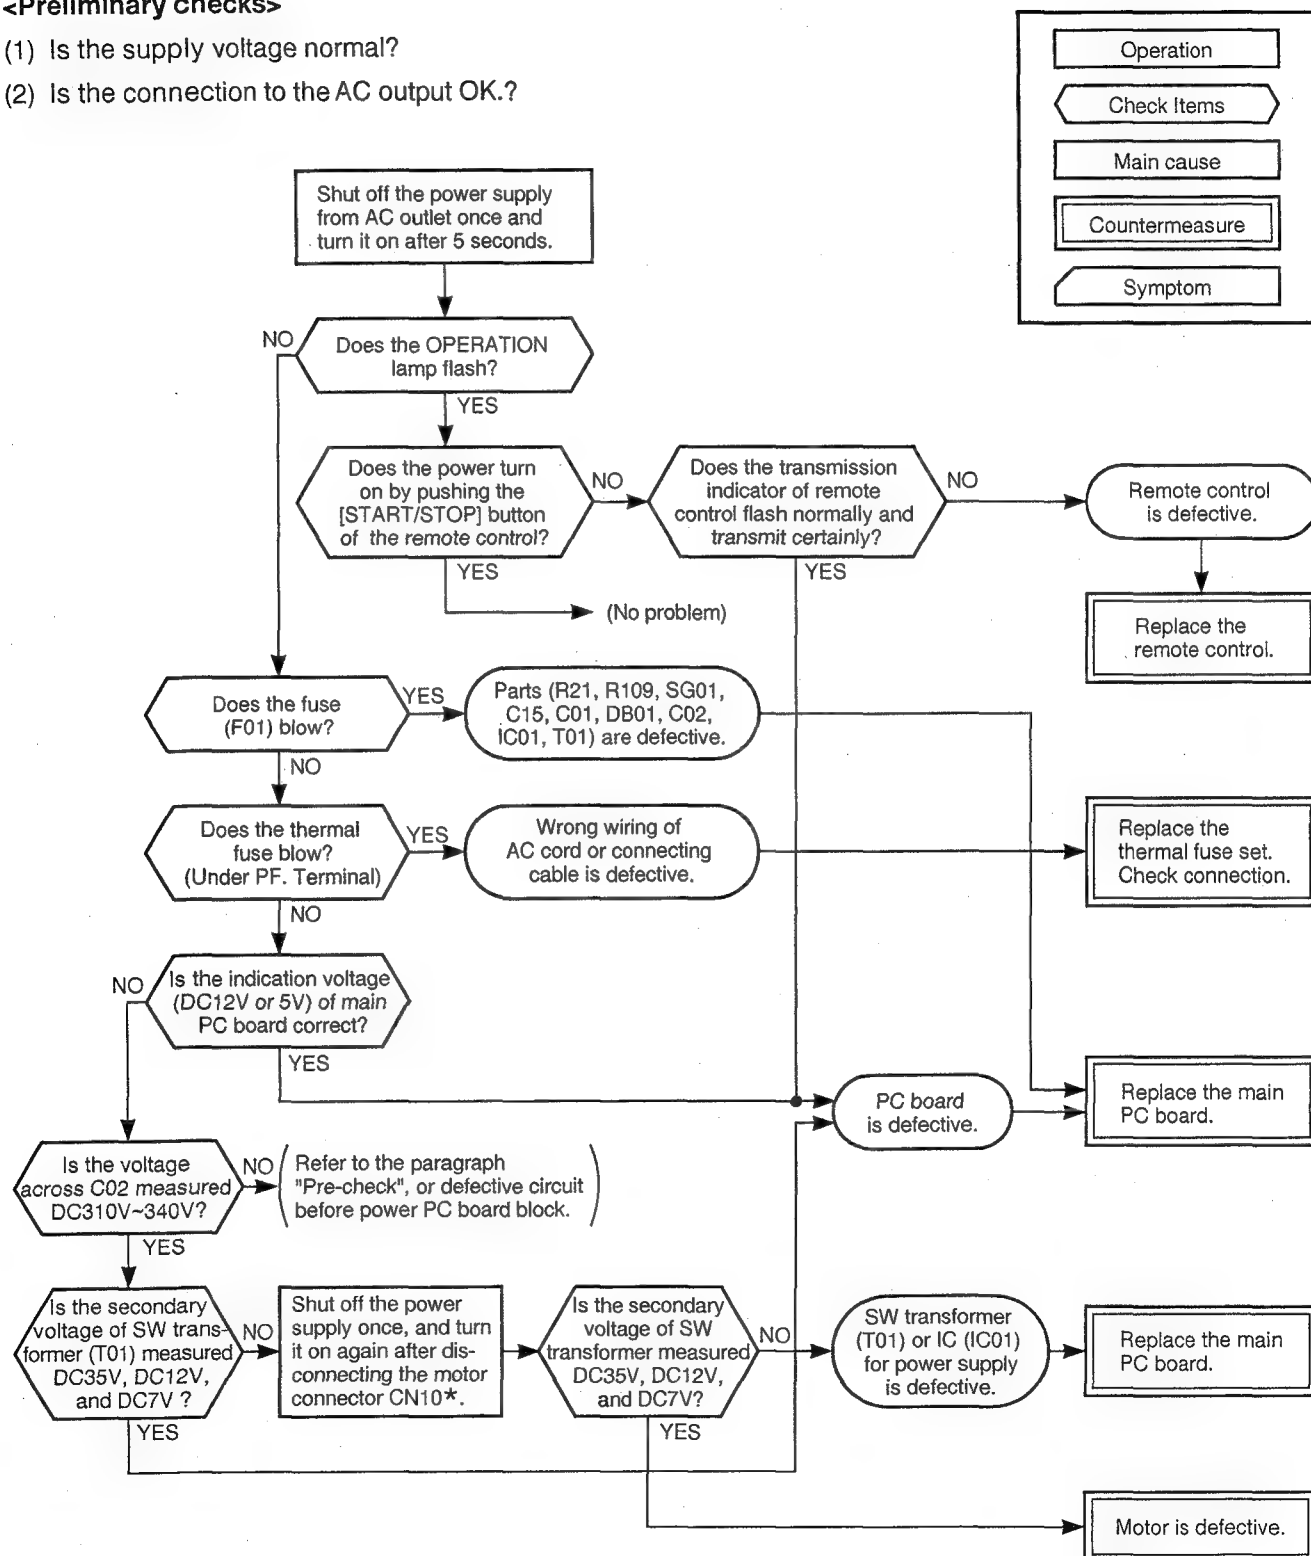 <Preliminary checks>
(1) Is the supply voltage normal?
(2) Is the connection to the AC output OK.?
Operation
Check Items
Main cause
Countermeasure
Symptom
Shut off the power supply
from AC outlet once and
turn it on after 5 seconds.
NO
Does the OPERATION
lamp flash?
YES
Does the power turn
on by pushing the
[START/STOP] button
of the remote control?
NO
Does the transmission
indicator of remote
control flash normally and
transmit certainly?
NO
Remote control
is defective.
YES
YES
(No problem)
Replace the
remote control.
Does the fuse
(F01) blow?
YES
Parts (R21, R109, SG01,
C15, C01, DB01, C02,
IC01, T01) are defective.
NO
Does the thermal
fuse blow?
(Under PF. Terminal)
YES
Wrong wiring of
AC cord or connecting
cable is defective.
Replace the
thermal fuse set.
Check connection.
NO
NO
Is the indication voltage
(DC12V or 5V) of main
PC board correct?
YES
PC board
is defective.
Replace the main
PC board.
Is the voltage
across C02 measured
DC310V~340V?
NO
Refer to the paragraph
"Pre-check", or defective circuit
before power PC board block.
YES
Is the secondary
voltage of SW trans-
former (T01) measured
DC35V, DC12V,
and DC7V ?
NO
Shut off the power
supply once, and turn
it on again after dis-
connecting the motor
connector CN10*.
Is the secondary
voltage of SW
transformer measured
DC35V, DC12V,
and DC7V?
NO
SW transformer
(T01) or IC (IC01)
for power supply
is defective.
Replace the main
PC board.
YES
YES
Motor is defective.